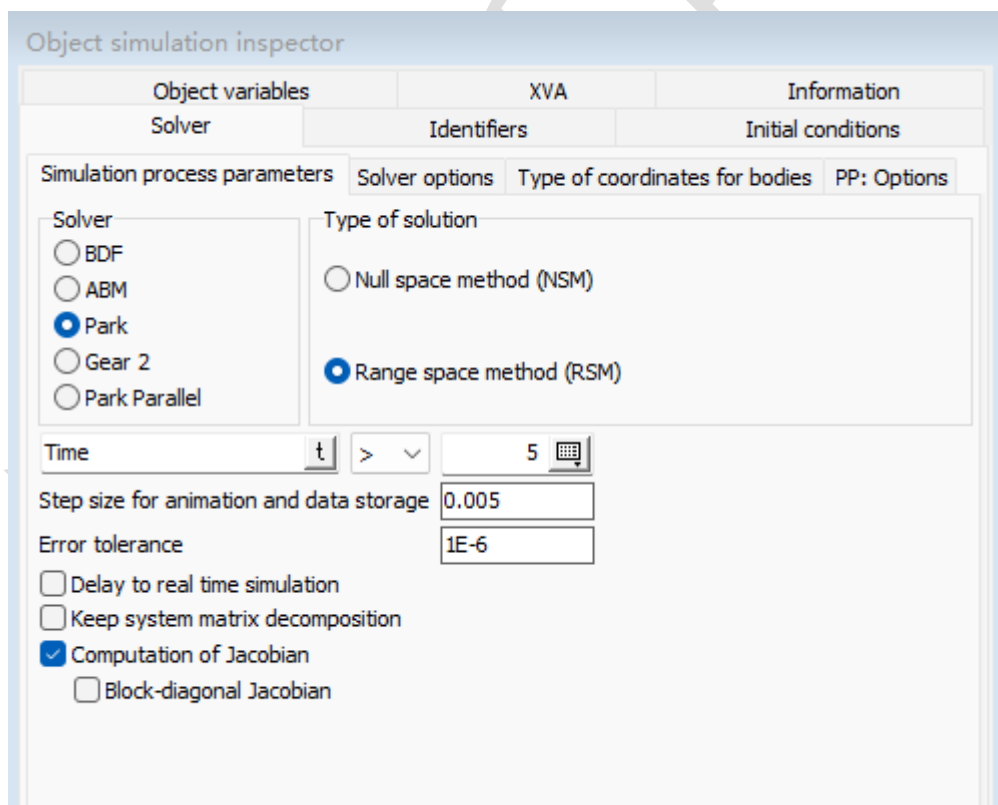 Object simulation inspector
Object variables XVA Information
Solver Identifiers Initial conditions
Simulation process parameters Solver options Type of coordinates for bodies PP: Options
Solver Type of solution
BDF
ABM Null space method (NSM)
Park
Gear 2 Range space method (RSM)
Park Parallel
Time t > 5
Step size for animation and data storage 0.005
Error tolerance 1E-6
Delay to real time simulation
Keep system matrix decomposition
Computation of Jacobian
Block-diagonal Jacobian